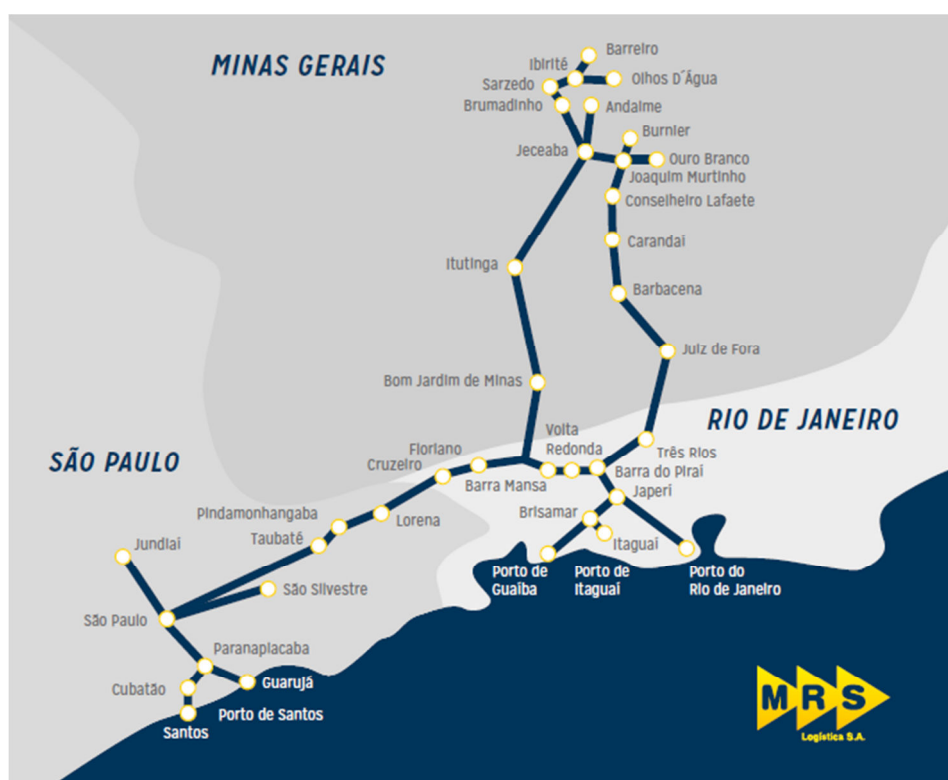 MINAS GERAIS
Barreiro
Ibirité
Olhos D´Água
Sarzedo
Brumadinho
Andaime
Burnier
Jeceaba
Ouro Branco
Joaquim Murtinho
Conselheiro Lafaete
Carandaí
Itutinga
Barbacena
Juiz de Fora
Bom Jardim de Minas
RIO DE JANEIRO
Volta
Redonda
Três Rios
Floriano
Cruzeiro
Barra Mansa
Barra do Piraí
SÃO PAULO
Japeri
Pindamonhangaba
Lorena
Brisamar
Taubaté
Itaguaí
Jundiaí
Porto de
Guaíba
Porto de
Itaguaí
Porto do
Rio de Janeiro
São Silvestre
São Paulo
Paranapiacaba
Cubatão
Guarujá
Porto de Santos
Santos
MRS
Logística S.A.